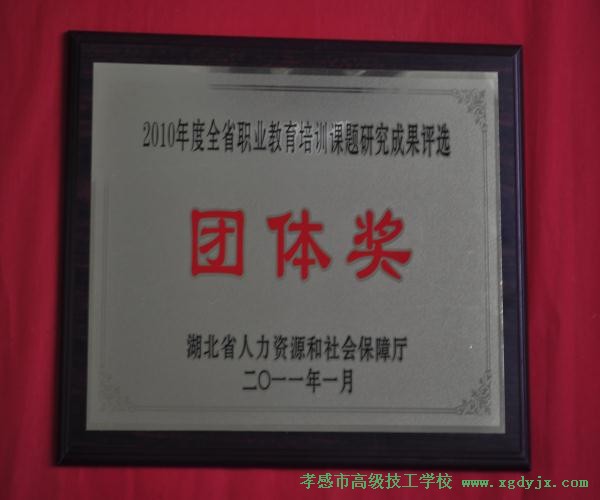 2010年度全省职业教育培训课题研究成果评选
团体奖
湖北省人力资源和社会保障厅
二〇一一年一月
孝感市高级技工学校 www.xgdyjx.com